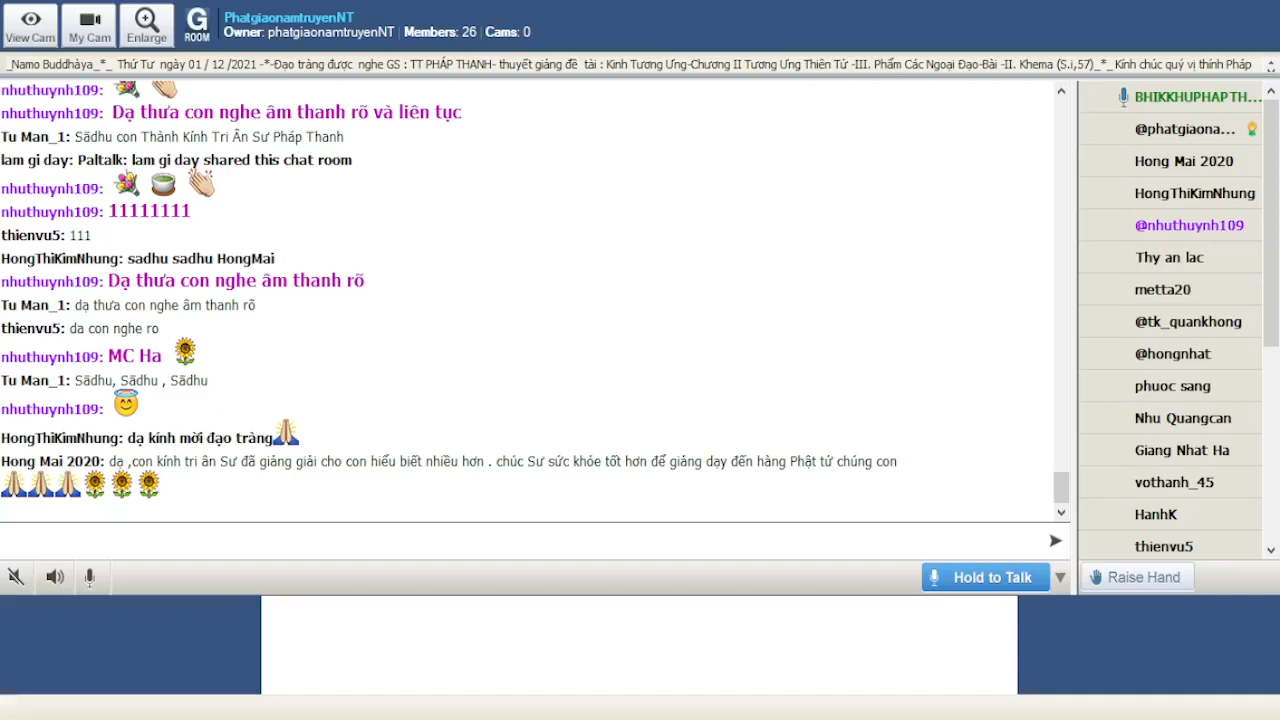 View Cam
My Cam
Enlarge
G
ROOM
PhatgiaonamtruyenNT
Owner: phatgiaonamtruyenNT | Members: 26 | Cams: 0
_Namo Buddhàya_*_ Thứ Tư ngày 01 / 12 /2021 -*-Đạo tràng được nghe GS : TT PHÁP THANH- thuyết giảng đề tài : Kinh Tương Ưng-Chương II Tương Ưng Thiên Tử -III. Phẩm Các Ngoại Đạo-Bài -II. Khema (S.i,57)_*_Kính chúc quý vị thính Pháp
nhuthuynh109:
nhuthuynh109: Dạ thưa con nghe âm thanh rõ và liên tục
Tu Man_1: Sādhu con Thành Kính Tri Ân Sư Pháp Thanh
lam gi day: Paltalk: lam gi day shared this chat room
nhuthuynh109:
nhuthuynh109: 11111111
thienvu5: 111
HongThiKimNhung: sadhu sadhu HongMai
nhuthuynh109: Dạ thưa con nghe âm thanh rõ
Tu Man_1: dạ thưa con nghe âm thanh rõ
thienvu5: da con nghe ro
nhuthuynh109: MC Ha
Tu Man_1: Sādhu, Sādhu , Sādhu
nhuthuynh109:
HongThiKimNhung: dạ kính mời đạo tràng
Hong Mai 2020: dạ ,con kính tri ân Sư đã giảng giải cho con hiểu biết nhiều hơn . chúc Sư sức khỏe tốt hơn để giảng dạy đến hàng Phật tử chúng con
Hold to Talk
BHIKKHUPHAPTH...
@phatgiaona...
Hong Mai 2020
HongThiKimNhung
@nhuthuynh109
Thy an lac
metta20
@tk_quankhong
@hongnhat
phuoc sang
Nhu Quangcan
Giang Nhat Ha
vothanh_45
HanhK
thienvu5
Raise Hand